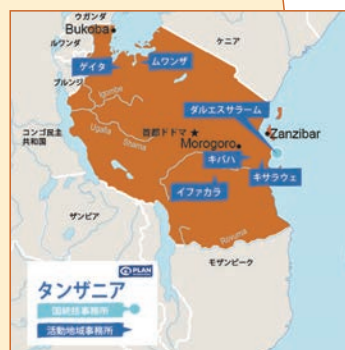 ウガンダ
Bukoba
ルワンダ
ケニア
ゲイタ
ムワンザ
ブルンジ
Igombe
ダルエスサラーム
コンゴ民主
共和国
Ugalla
首都ドドマ
Zanzibar
Morogoro
キバハ
キサラウェ
イファカラ
ザンビア
Rovuma
モザンビーク
PLAN
タンザニア
国統括事務所
活動地域事務所